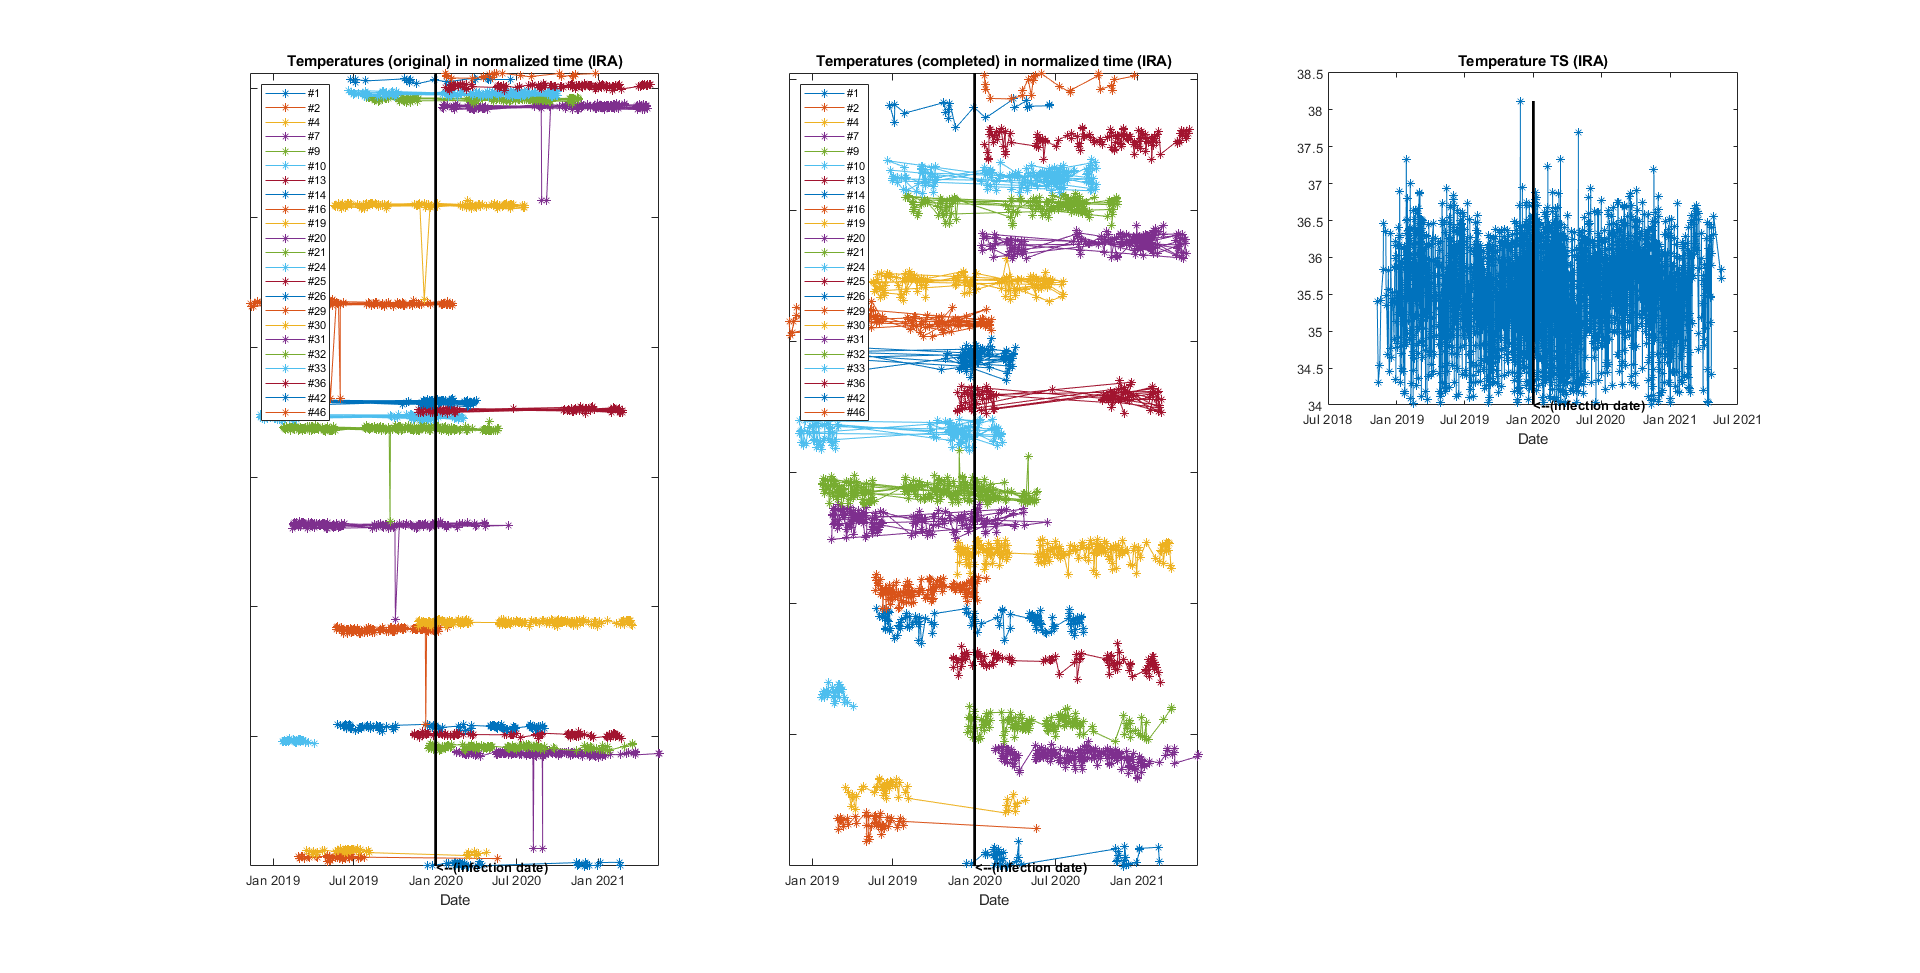 Temperatures (original) in normalized time (IRA)
#1
#2
#4
#7
#9
#10
#13
#14
#16
#19
#20
#21
#24
#25
#26
#29
#30
#31
#32
#33
#36
#42
#46
<--(infection date)
Jan 2019
Jul 2019
Jan 2020
Jul 2020
Jan 2021
Date
Temperatures (completed) in normalized time (IRA)
#1
#2
#4
#7
#9
#10
#13
#14
#16
#19
#20
#21
#24
#25
#26
#29
#30
#31
#32
#33
#36
#42
#46
<--(infection date)
Jan 2019
Jul 2019
Jan 2020
Jul 2020
Jan 2021
Date
Temperature TS (IRA)
38.5
38
37.5
37
36.5
36
35.5
35
34.5
34
<--(infection date)
Jul 2018
Jan 2019
Jul 2019
Jan 2020
Jul 2020
Jan 2021
Jul 2021
Date